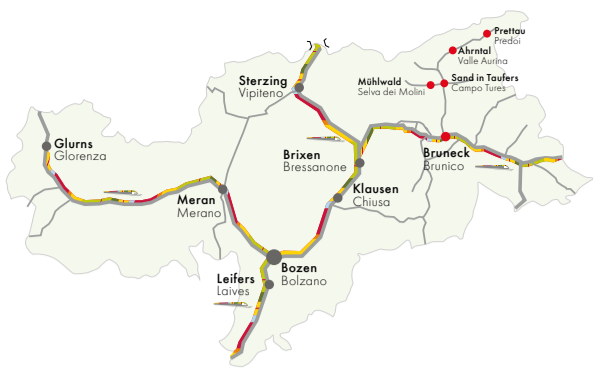 Prettau
Predoi
Ahrntal
Valle Aurina
Sterzing
Vipiteno
Mühlwald
Selva dei Molini
Sand in Taufers
Campo Tures
Glurns
Glorenza
Brixen
Bressanone
Bruneck
Brunico
Meran
Merano
Klausen
Chiusa
Leifers
Laives
Bozen
Bolzano